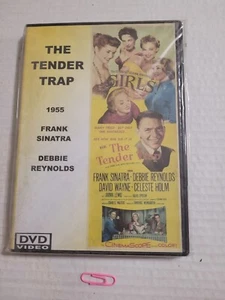 THE
TENDER
TRAP
1955
FRANK
SINATRA
DEBBIE
REYNOLDS
DVD
VIDEO
GIRLS
The Tender
FRANK SINATRA DEBBIE REYNOLDS
DAVID WAYNE CELESTE HOLM
CINEMASCOPE